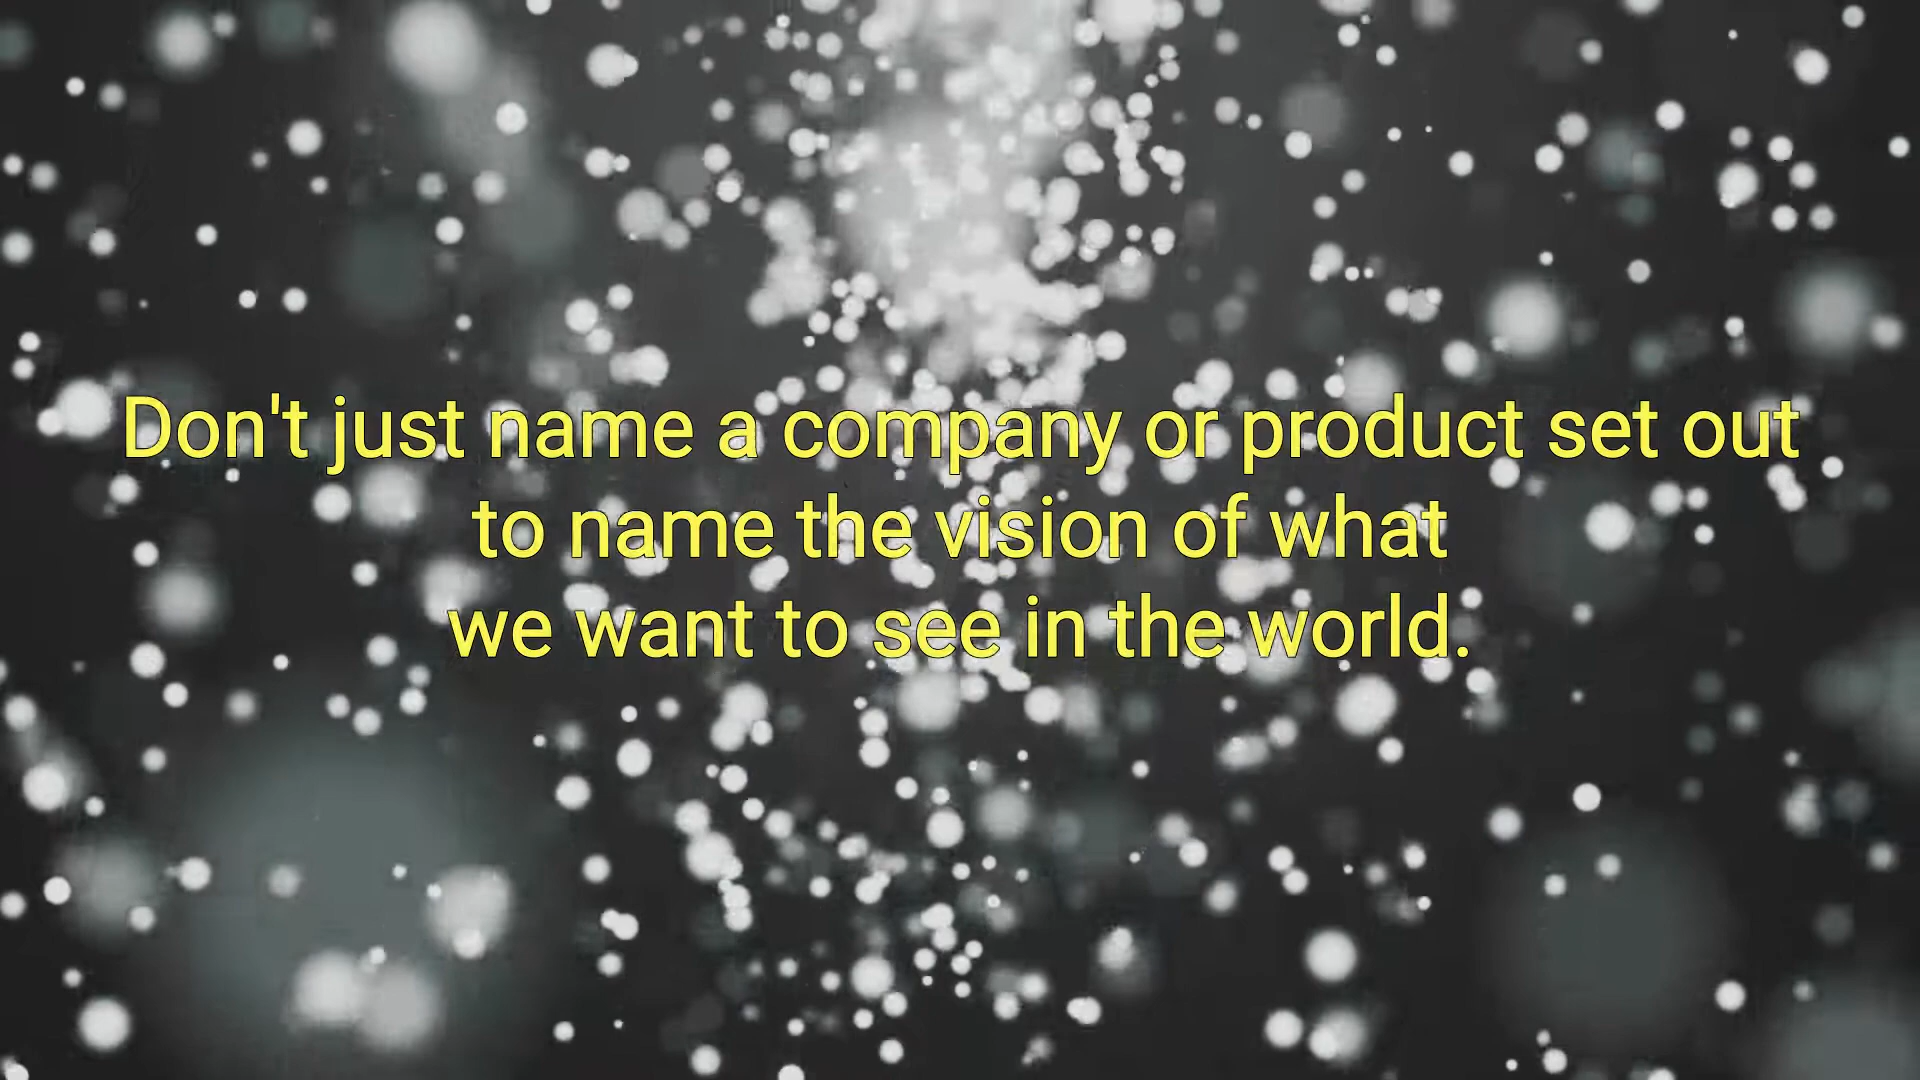 Don't just name a company or product set out
to name the vision of what
we want to see in the world.